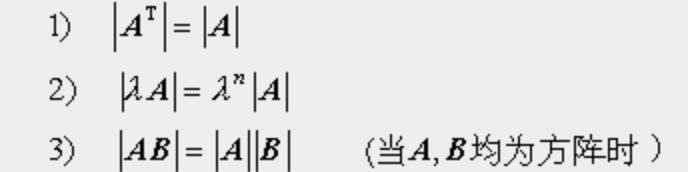 1) |Aᵀ| = |A|
2) |λA| = λⁿ|A|
3) |AB| = |A||B| (当A, B均为方阵时)